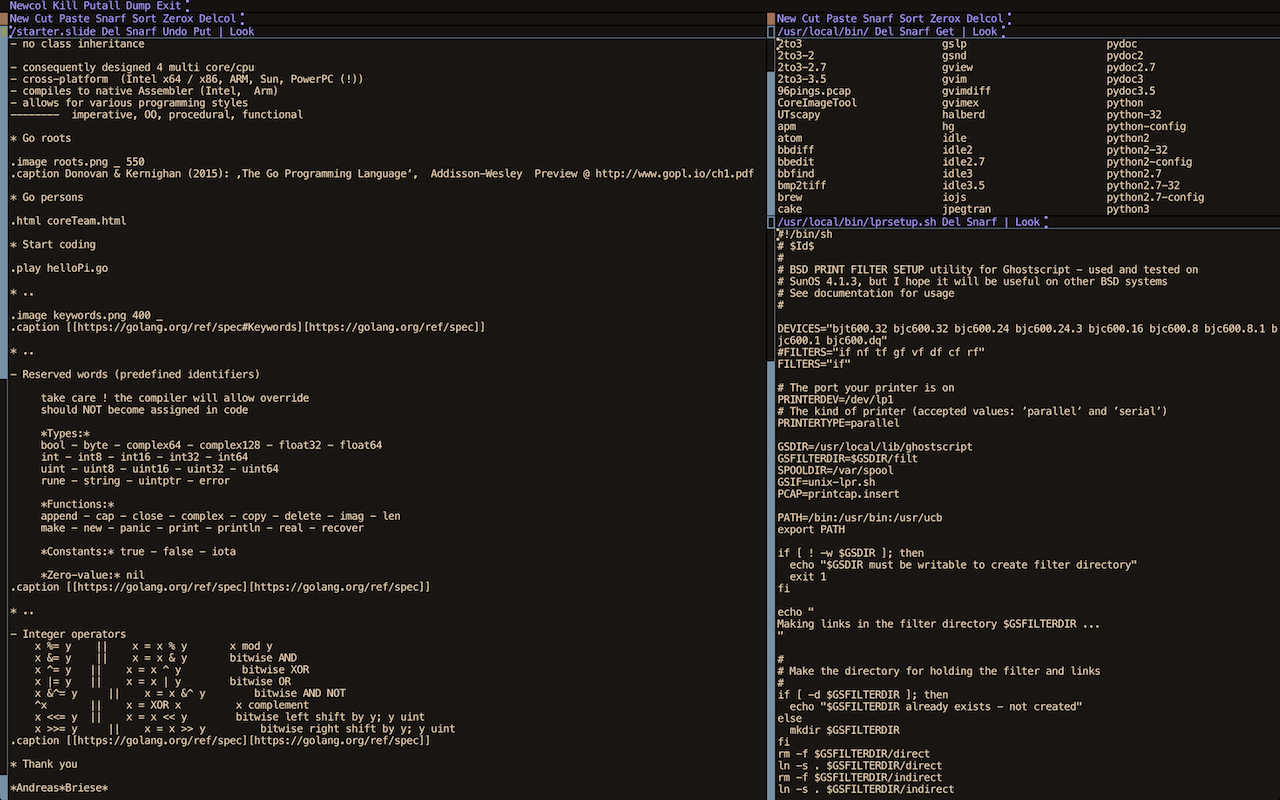 Newcol Kill Putall Dump Exit
New Cut Paste Snarf Sort Zerox Delcol
/starter.slide Del Snarf Undo Put | Look
- no class inheritance
- consequently designed 4 multi core/cpu
- cross-platform  (Intel x64 / x86, ARM, Sun, PowerPC (!))
- compiles to native Assembler (Intel,  Arm)
- allows for various programming styles
--------  imperative, OO, procedural, functional
* Go roots
.image roots.png _ 550
.caption Donovan & Kernighan (2015): ‚The Go Programming Language‘,  Addisson-Wesley  Preview @ http://www.gopl.io/ch1.pdf
* Go persons
.html coreTeam.html
* Start coding
.play helloPi.go
* ..
.image keywords.png 400 _
.caption [[https://golang.org/ref/spec#Keywords][https://golang.org/ref/spec]]
* ..
- Reserved words (predefined identifiers)
take care ! the compiler will allow override
should NOT become assigned in code
*Types:*
bool - byte - complex64 - complex128 - float32 - float64
int - int8 - int16 - int32 - int64
uint - uint8 - uint16 - uint32 - uint64
rune - string - uintptr - error
*Functions:*
append - cap - close - complex - copy - delete - imag - len
make - new - panic - print - println - real - recover
*Constants:* true - false - iota
*Zero-value:* nil
.caption [[https://golang.org/ref/spec][https://golang.org/ref/spec]]
* ..
- Integer operators
x %= y    ||    x = x % y       x mod y
x &= y    ||    x = x & y       bitwise AND
x ^= y   ||    x = x ^ y         bitwise XOR
x |= y   ||    x = x | y        bitwise OR
x &^= y      ||    x = x &^ y        bitwise AND NOT
^x       ||    x = XOR x         x complement
x <<= y  ||    x = x << y        bitwise left shift by y; y uint
x >>= y     ||    x = x >> y         bitwise right shift by y; y uint
.caption [[https://golang.org/ref/spec][https://golang.org/ref/spec]]
* Thank you
*Andreas*Briese*
New Cut Paste Snarf Sort Zerox Delcol
/usr/local/bin/ Del Snarf Get | Look
2to3 gslp pydoc
2to3-2 gsnd pydoc2
2to3-2.7 gview pydoc2.7
2to3-3.5 gvim pydoc3
96pings.pcap gvimdiff pydoc3.5
CoreImageTool gvimex python
UTscapy halberd python-32
apm hg python-config
atom idle python2
bbdiff idle2 python2-32
bbedit idle2.7 python2-config
bbfind idle3 python2.7
bmp2tiff idle3.5 python2.7-32
brew iojs python2.7-config
cake jpegtran python3
/usr/local/bin/lprsetup.sh Del Snarf | Look
#!/bin/sh
# $Id$
#
# BSD PRINT FILTER SETUP utility for Ghostscript - used and tested on
# SunOS 4.1.3, but I hope it will be useful on other BSD systems
# See documentation for usage
#
DEVICES="bjt600.32 bjc600.32 bjc600.24 bjc600.24.3 bjc600.16 bjc600.8 bjc600.8.1 b
jc600.1 bjc600.dq"
#FILTERS="if nf tf gf vf df cf rf"
FILTERS="if"
# The port your printer is on
PRINTERDEV=/dev/lp1
# The kind of printer (accepted values: ’parallel’ and ’serial’)
PRINTERTYPE=parallel
GSDIR=/usr/local/lib/ghostscript
GSFILTERDIR=$GSDIR/filt
SPOOLDIR=/var/spool
GSIF=unix-lpr.sh
PCAP=printcap.insert
PATH=/bin:/usr/bin:/usr/ucb
export PATH
if [ ! -w $GSDIR ]; then
echo "$GSDIR must be writable to create filter directory"
exit 1
fi
echo "
Making links in the filter directory $GSFILTERDIR ...
"
#
# Make the directory for holding the filter and links
#
if [ -d $GSFILTERDIR ]; then
echo "$GSFILTERDIR already exists - not created"
else
mkdir $GSFILTERDIR
fi
rm -f $GSFILTERDIR/direct
ln -s . $GSFILTERDIR/direct
rm -f $GSFILTERDIR/indirect
ln -s . $GSFILTERDIR/indirect